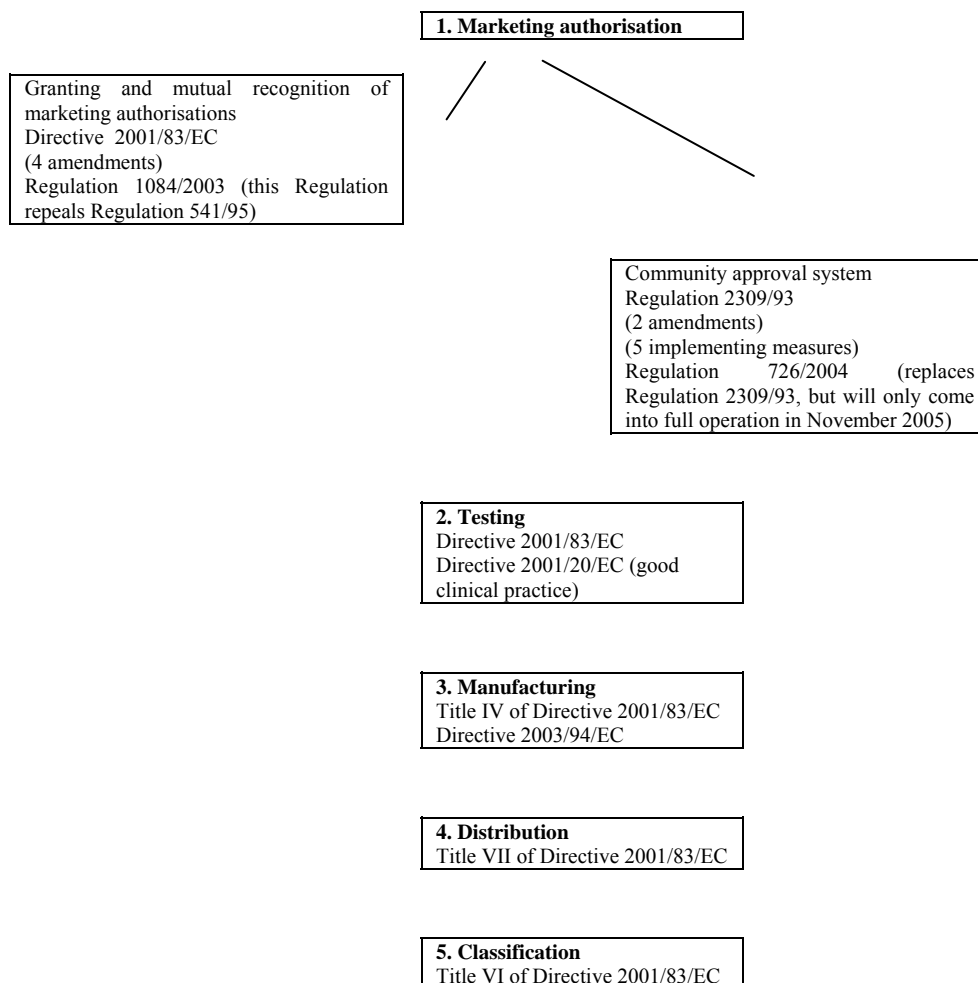 1. Marketing authorisation
Granting and mutual recognition of
marketing authorisations
Directive 2001/83/EC
(4 amendments)
Regulation 1084/2003 (this Regulation
repeals Regulation 541/95)
Community approval system
Regulation 2309/93
(2 amendments)
(5 implementing measures)
Regulation 726/2004 (replaces
Regulation 2309/93, but will only come
into full operation in November 2005)
2. Testing
Directive 2001/83/EC
Directive 2001/20/EC (good
clinical practice)
3. Manufacturing
Title IV of Directive 2001/83/EC
Directive 2003/94/EC
4. Distribution
Title VII of Directive 2001/83/EC
5. Classification
Title VI of Directive 2001/83/EC